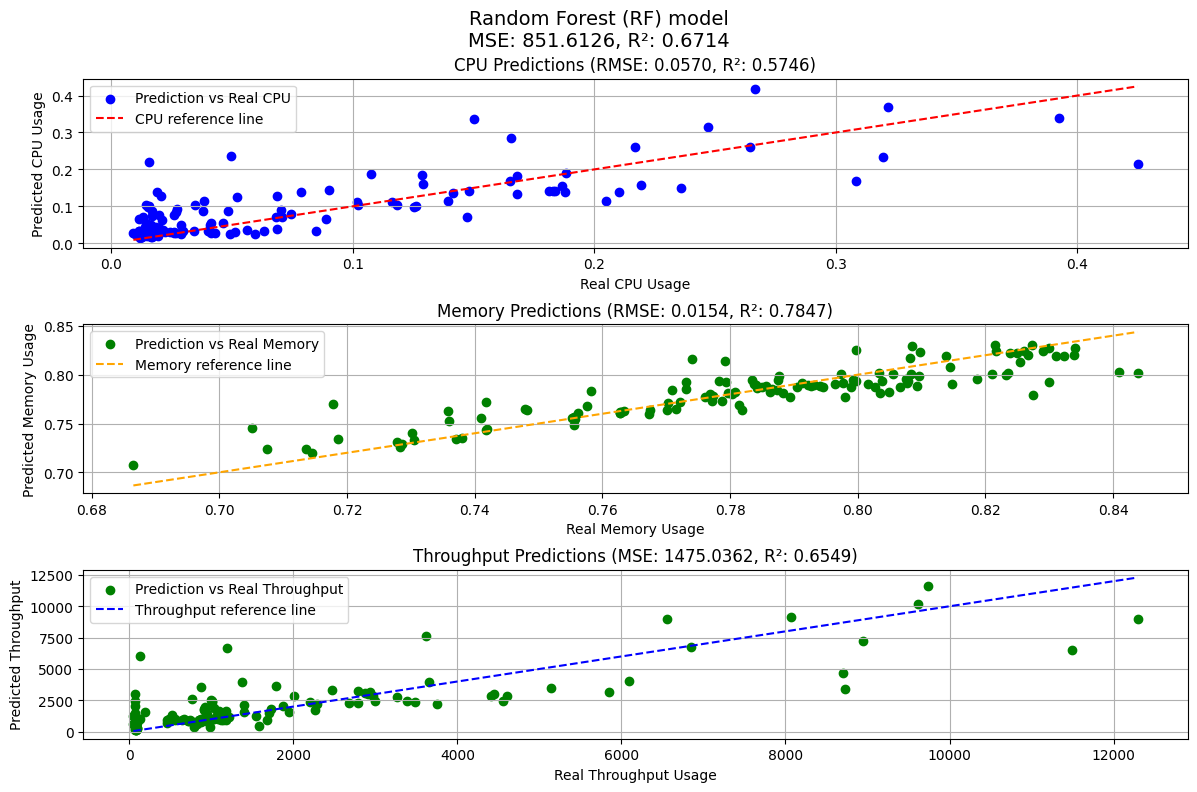 Random Forest (RF) model
MSE: 851.6126, R²: 0.6714
CPU Predictions (RMSE: 0.0570, R²: 0.5746)
Predicted CPU Usage
0.4
0.3
0.2
0.1
0.0
Prediction vs Real CPU
CPU reference line
0.0 0.1 0.2 0.3 0.4
Real CPU Usage
Memory Predictions (RMSE: 0.0154, R²: 0.7847)
Predicted Memory Usage
0.85
0.80
0.75
0.70
Prediction vs Real Memory
Memory reference line
0.68 0.70 0.72 0.74 0.76 0.78 0.80 0.82 0.84
Real Memory Usage
Throughput Predictions (MSE: 1475.0362, R²: 0.6549)
Predicted Throughput
12500
10000
7500
5000
2500
0
Prediction vs Real Throughput
Throughput reference line
0 2000 4000 6000 8000 10000 12000
Real Throughput Usage